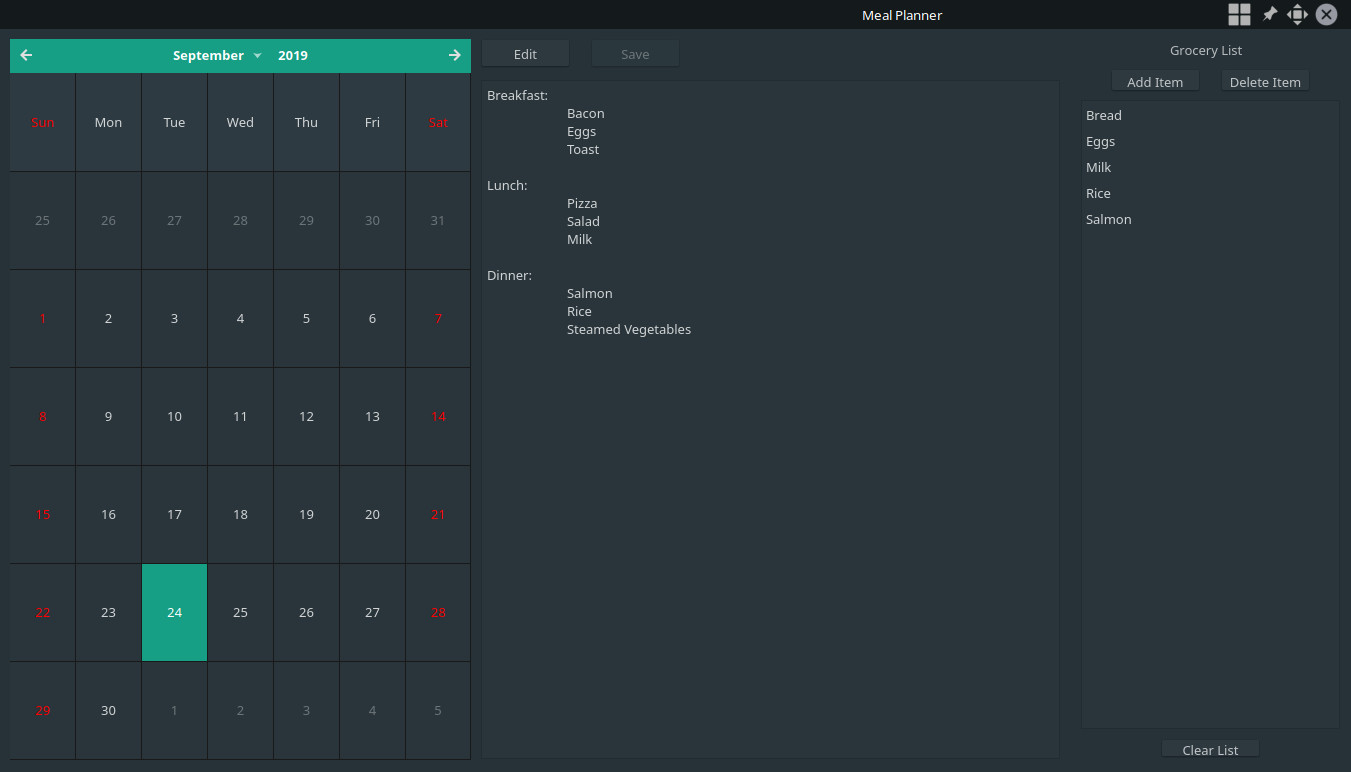 Meal Planner
September 2019
Sun Mon Tue Wed Thu Fri Sat
25 26 27 28 29 30 31
1 2 3 4 5 6 7
8 9 10 11 12 13 14
15 16 17 18 19 20 21
22 23 24 25 26 27 28
29 30 1 2 3 4 5
Edit Save
Breakfast:
Bacon
Eggs
Toast
Lunch:
Pizza
Salad
Milk
Dinner:
Salmon
Rice
Steamed Vegetables
Grocery List
Add Item Delete Item
Bread
Eggs
Milk
Rice
Salmon
Clear List